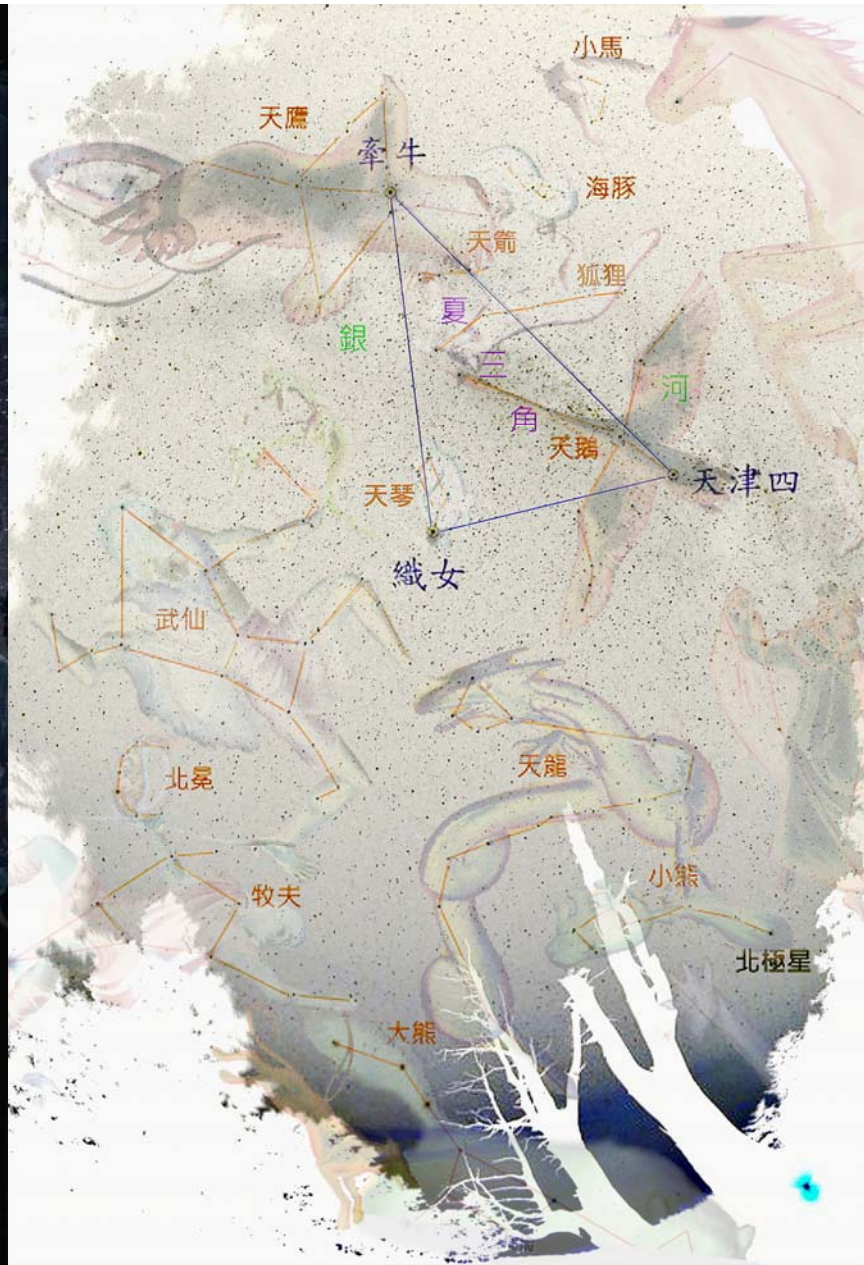 小馬
天鷹
牽牛
海豚
天箭
狐狸
夏
銀
三
河
角
天鵝
天琴
天津四
織女
武仙
天龍
北冕
小熊
牧夫
北極星
大熊